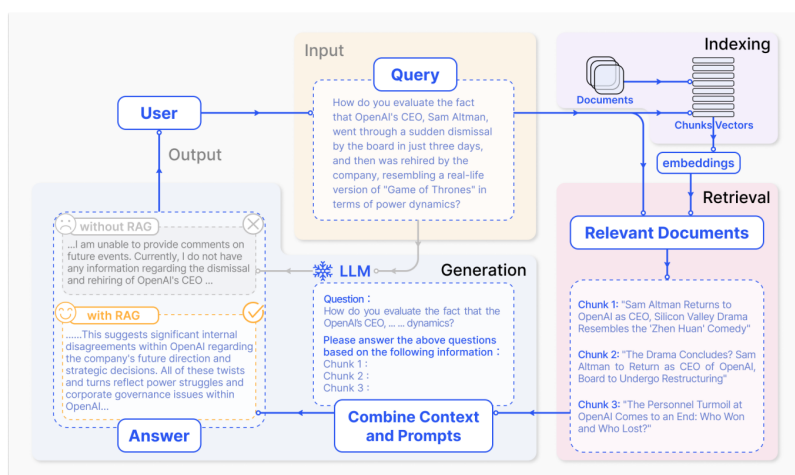 Input
Query
How do you evaluate the fact
that OpenAI's CEO, Sam Altman,
went through a sudden dismissal
by the board in just three days,
and then was rehired by the
company, resembling a real-life
version of "Game of Thrones" in
terms of power dynamics?
Indexing
Documents
Chunks Vectors
embeddings
User
Output
Retrieval
Relevant Documents
Chunk 1: "Sam Altman Returns to
OpenAI as CEO, Silicon Valley Drama
Resembles the 'Zhen Huan' Comedy"
Chunk 2: "The Drama Concludes? Sam
Altman to Return as CEO of OpenAI,
Board to Undergo Restructuring"
Chunk 3: "The Personnel Turmoil at
OpenAI Comes to an End: Who Won
and Who Lost?"
without RAG
...I am unable to provide comments on
future events. Currently, I do not have
any information regarding the dismissal
and rehiring of OpenAI's CEO ...
with RAG
......This suggests significant internal
disagreements within OpenAI regarding
the company's future direction and
strategic decisions. All of these twists
and turns reflect power struggles and
corporate governance issues within
OpenAI...
Answer
LLM
Generation
Question :
How do you evaluate the fact that the
OpenAI's CEO, ... ... dynamics?
Please answer the above questions
based on the following information :
Chunk 1 :
Chunk 2 :
Chunk 3 :
Combine Context
and Prompts